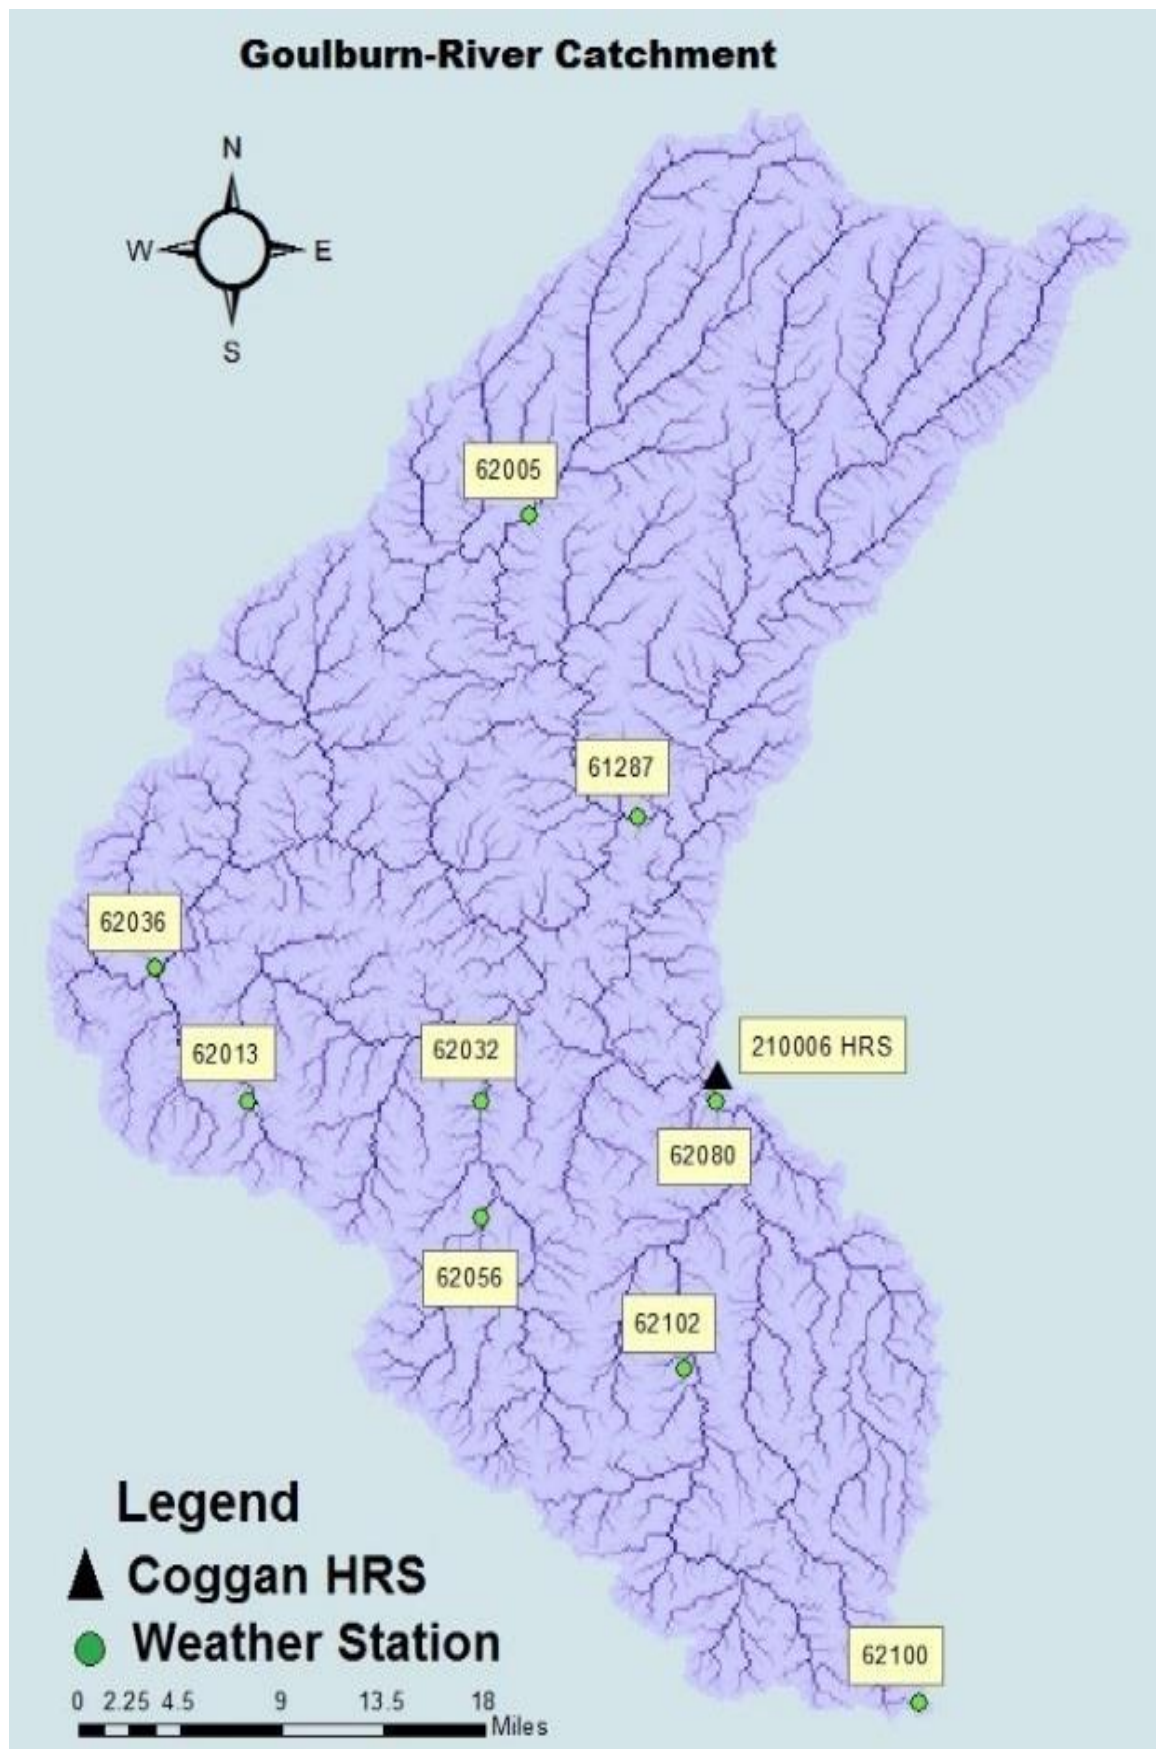 Goulburn-River Catchment
N
W E
S
62005
61287
62036
210006 HRS
62013
62032
62080
62056
62102
Legend
Coggan HRS
Weather Station
62100
0 2.25 4.5 9 13.5 18
Miles